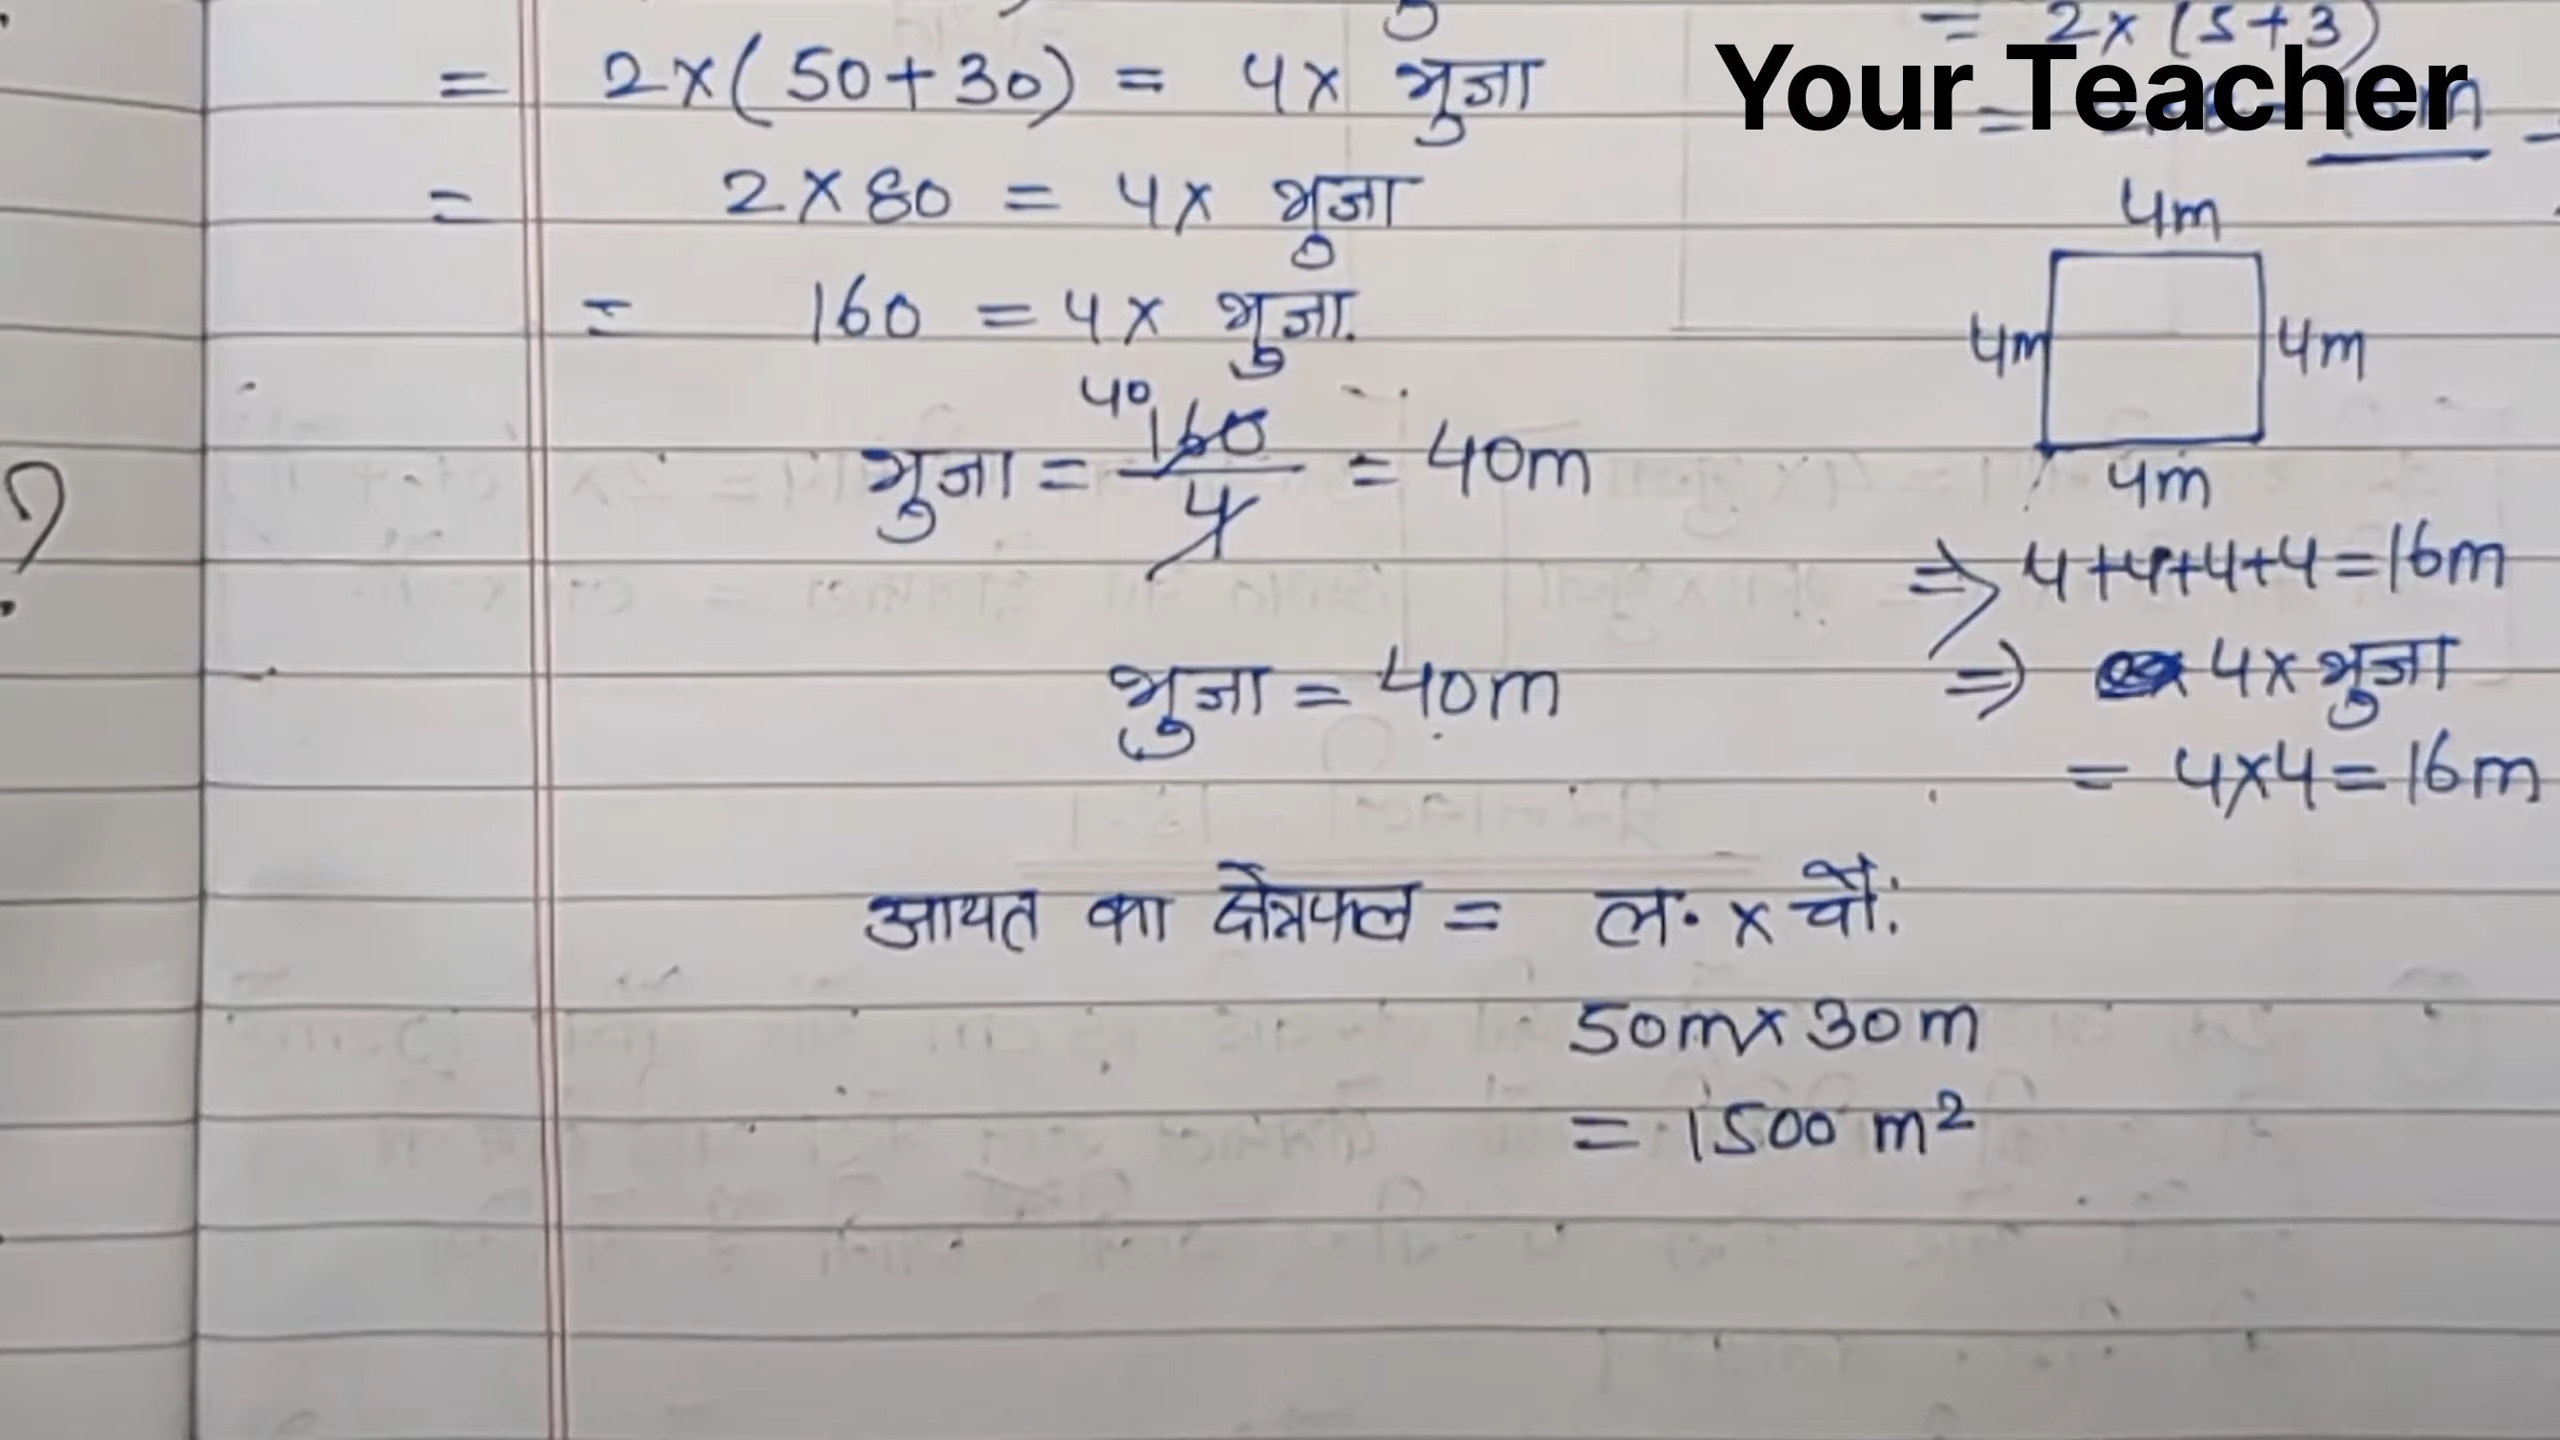 = 2×(50+30) = 4× भुजा
= 2×80 = 4× भुजा
= 160 = 4× भुजा.
40
भुजा = 160/4 = 40m
भुजा = 40m
आयत का क्षेत्रफल = ल. × चौ.
50m×30m
= 1500 m²
= 2×(5+3)
Your Teacher
4m
4m 4m
4m
⇒ 4+4+4+4=16m
⇒ 4× भुजा
= 4×4=16m
?